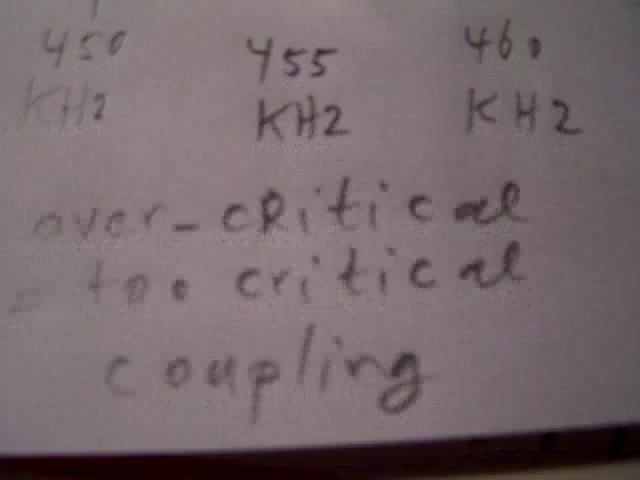 450 455 460
KHz KHz KHz
over-critical
= too critical
coupling